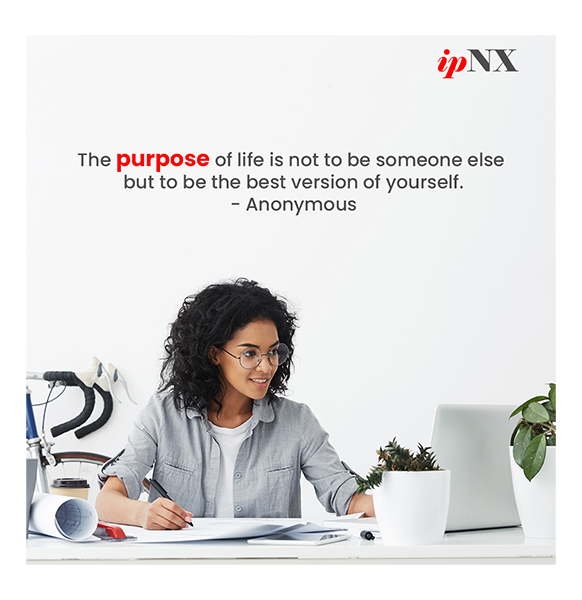 ipNX
The purpose of life is not to be someone else
but to be the best version of yourself.
- Anonymous